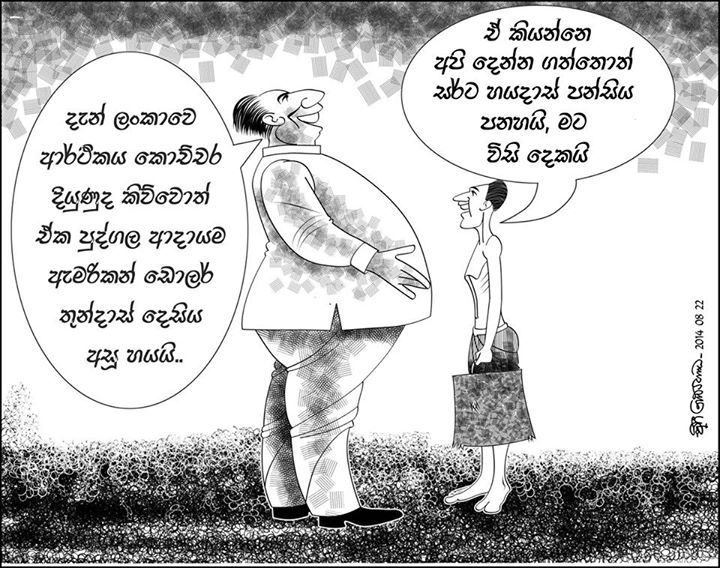 දැන් ලංකාවෙ
ආර්ථිකය කොච්චර
දියුණුද කිව්වොත්
ඒක පුද්ගල ආදායම
ඇමරිකන් ඩොලර්
තුන්දාස් දෙසිය
අසූ හයයි..
ඒ කියන්නෙ
අපි දෙන්න ගත්තොත්
සර්ට හයදාස් පන්සිය
පනහයි, මට
විසි දෙකයි
2014 08 22